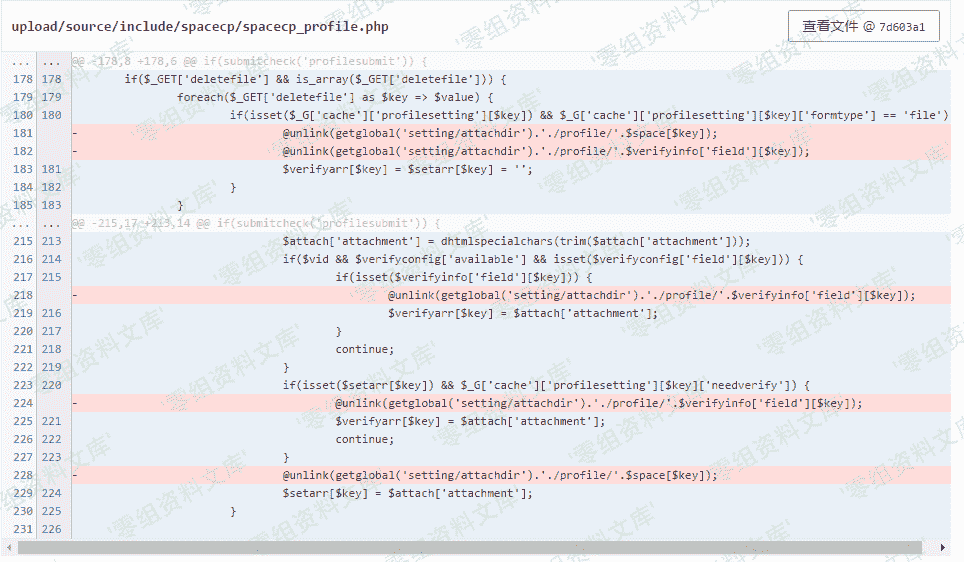 upload/source/include/spacecp/spacecp_profile.php
查看文件 @ 7d603a1
... ... @@ -178,8 +178,6 @@ if(submitcheck('profilesubmit')) {
178 178 if($_GET['deletefile'] && is_array($_GET['deletefile'])) {
179 179 foreach($_GET['deletefile'] as $key => $value) {
180 180 if(isset($_G['cache']['profilesetting'][$key]) && $_G['cache']['profilesetting'][$key]['formtype'] == 'file')
181 - @unlink(getglobal('setting/attachdir').'./profile/'.$space[$key]);
182 - @unlink(getglobal('setting/attachdir').'./profile/'.$verifyinfo['field'][$key]);
183 181 $verifyarr[$key] = $setarr[$key] = '';
184 182 }
185 183 }
... ... @@ -215,17 +213,14 @@ if(submitcheck('profilesubmit')) {
215 213 $attach['attachment'] = dhtmlspecialchars(trim($attach['attachment']));
216 214 if($vid && $verifyconfig['available'] && isset($verifyconfig['field'][$key])) {
217 215 if(isset($verifyinfo['field'][$key])) {
218 - @unlink(getglobal('setting/attachdir').'./profile/'.$verifyinfo['field'][$key]);
219 216 $verifyarr[$key] = $attach['attachment'];
220 217 }
221 218 continue;
222 219 }
223 220 if(isset($setarr[$key]) && $_G['cache']['profilesetting'][$key]['needverify']) {
224 - @unlink(getglobal('setting/attachdir').'./profile/'.$verifyinfo['field'][$key]);
225 221 $verifyarr[$key] = $attach['attachment'];
226 222 continue;
227 223 }
228 - @unlink(getglobal('setting/attachdir').'./profile/'.$space[$key]);
229 224 $setarr[$key] = $attach['attachment'];
230 225 }
231 226
'零组资料文库'